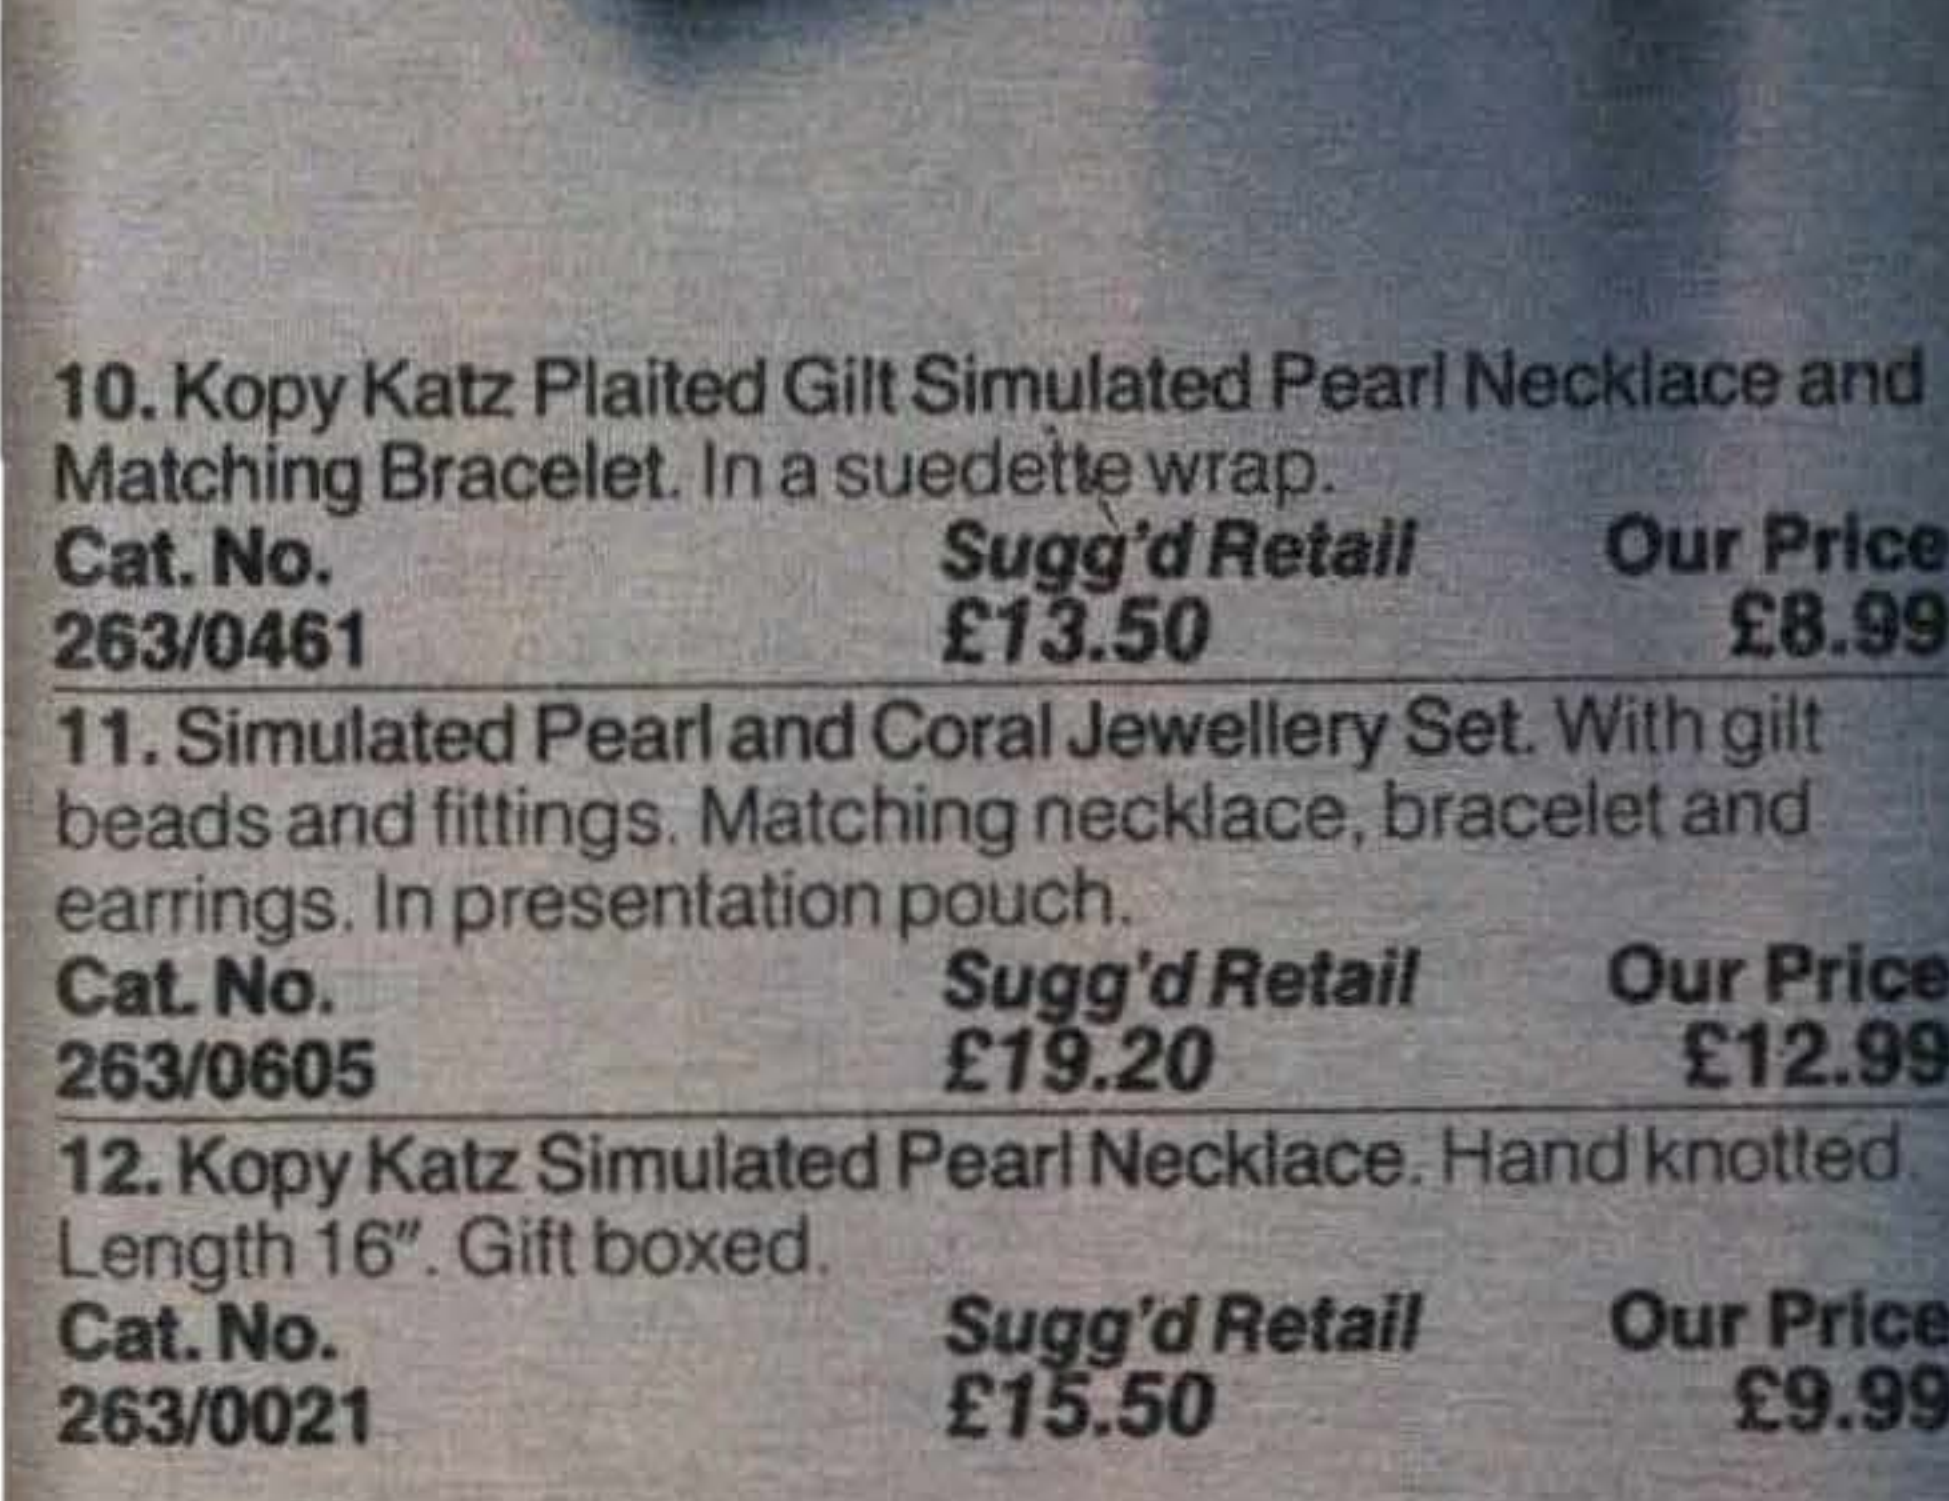 10. Kopy Katz Plaited Gilt Simulated Pearl Necklace and
Matching Bracelet. In a suedette wrap.
Cat. No. Sugg'd Retail Our Price
263/0461 £13.50 £8.99
11. Simulated Pearl and Coral Jewellery Set. With gilt
beads and fittings. Matching necklace, bracelet and
earrings. In presentation pouch.
Cat. No. Sugg'd Retail Our Price
263/0605 £19.20 £12.99
12. Kopy Katz Simulated Pearl Necklace. Hand knotted.
Length 16". Gift boxed.
Cat. No. Sugg'd Retail Our Price
263/0021 £15.50 £9.99